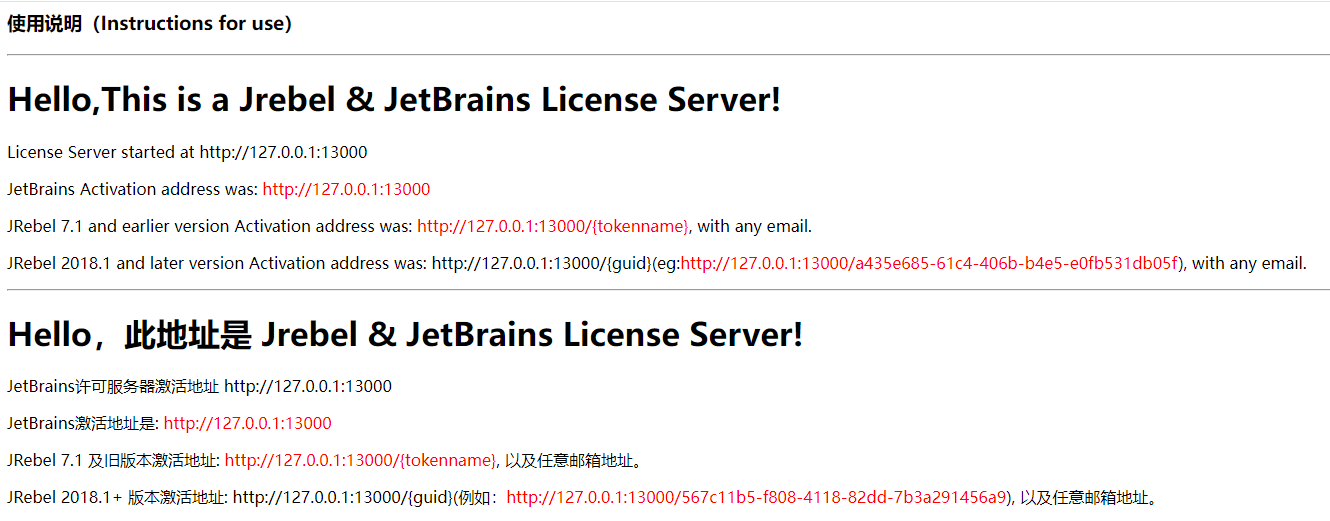 使用说明（Instructions for use）
Hello,This is a Jrebel & JetBrains License Server!
License Server started at http://127.0.0.1:13000
JetBrains Activation address was: http://127.0.0.1:13000
JRebel 7.1 and earlier version Activation address was: http://127.0.0.1:13000/{tokenname}, with any email.
JRebel 2018.1 and later version Activation address was: http://127.0.0.1:13000/{guid}(eg:http://127.0.0.1:13000/a435e685-61c4-406b-b4e5-e0fb531db05f), with any email.
Hello，此地址是 Jrebel & JetBrains License Server!
JetBrains许可服务器激活地址 http://127.0.0.1:13000
JetBrains激活地址是: http://127.0.0.1:13000
JRebel 7.1 及旧版本激活地址: http://127.0.0.1:13000/{tokenname}, 以及任意邮箱地址。
JRebel 2018.1+ 版本激活地址: http://127.0.0.1:13000/{guid}(例如：http://127.0.0.1:13000/567c11b5-f808-4118-82dd-7b3a291456a9), 以及任意邮箱地址。